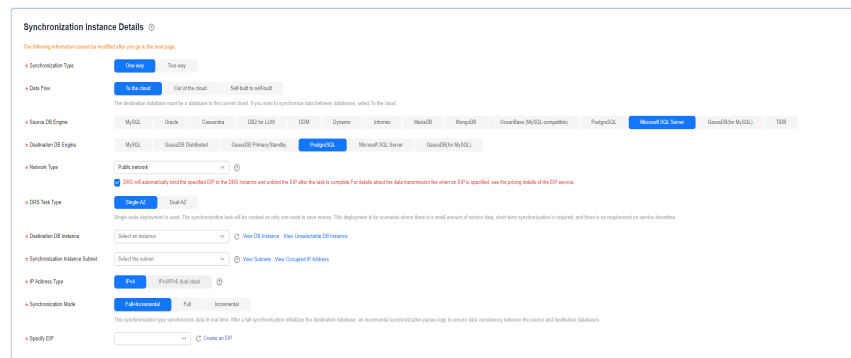 Synchronization Instance Details
The following information cannot be modified after you go to the next page.
* Synchronization Type One-way Two-way
* Data Flow To the cloud Out of the cloud Self-built to self-built
The destination database must be a database in the current cloud. If you want to synchronize data between databases, select To the cloud.
* Source DB Engine MySQL Oracle Cassandra DB2 for LUW DDM Dynamo Informix MariaDB MongoDB OceanBase (MySQL-compatible) PostgreSQL Microsoft SQL Server GaussDB(for MySQL) TiDB
* Destination DB Engine MySQL GaussDB Distributed GaussDB Primary/Standby PostgreSQL Microsoft SQL Server GaussDB(for MySQL)
* Network Type Public network
DRS will automatically bind the specified EIP to the DRS instance and unbind the EIP after the task is complete.For details about the data transmission fee when an EIP is specified, see the pricing details of the EIP service.
* DRS Task Type Single-AZ Dual-AZ
Single-node deployment is used. The synchronization task will be created on only one node to save money. This deployment is for scenarios where there is a small amount of service data, short-term synchronization is required, and there is no requirement on service downtime.
* Destination DB Instance Select an instance View DB Instance View Unselectable DB Instance
* Synchronization Instance Subnet Select the subnet View Subnets View Occupied IP Address
* IP Address Type IPv4 IPv4/IPv6 dual stack
* Synchronization Mode Full+Incremental Full Incremental
This synchronization type synchronizes data in real time. After a full synchronization initializes the destination database, an incremental synchronization parses logs to ensure data consistency between the source and destination databases.
* Specify EIP Create an EIP